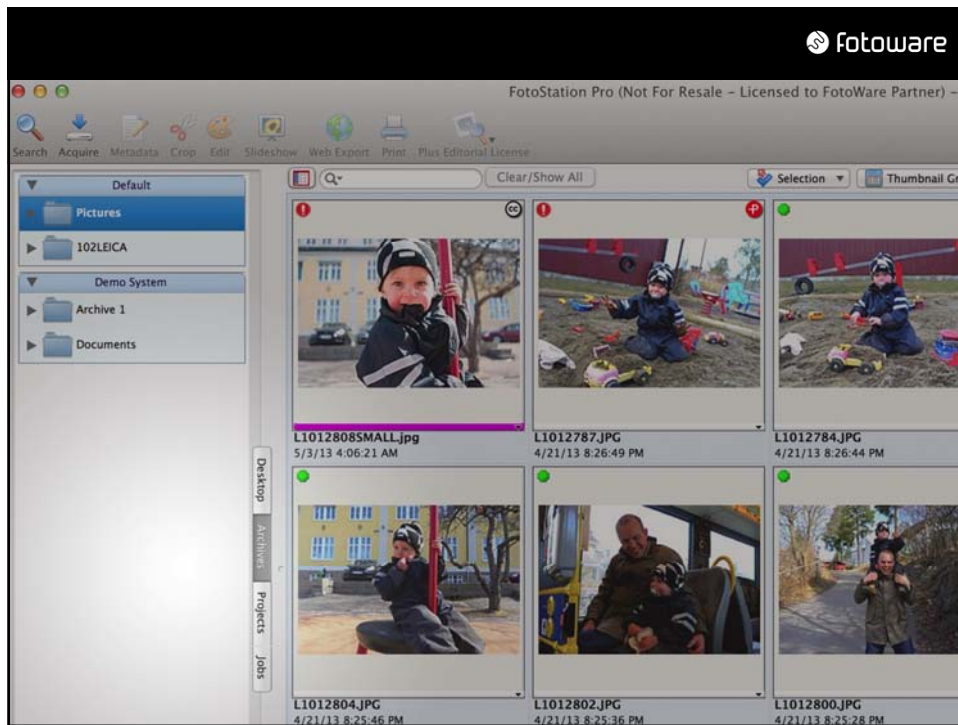 fotoware
FotoStation Pro (Not For Resale – Licensed to FotoWare Partner) –
Search Acquire Metadata Crop Edit Slideshow Web Export Print Plus Editorial License
Clear/Show All Selection Thumbnail Gr
Default
Pictures
102LEICA
Demo System
Archive 1
Documents
Desktop
Archives
Projects
Jobs
cc
L1012808SMALL.jpg L1012787.JPG L1012784.JPG
5/3/13 4:06:21 AM 4/21/13 8:26:49 PM 4/21/13 8:26:44 PM
L1012804.JPG L1012802.JPG L1012800.JPG
4/21/13 8:25:46 PM 4/21/13 8:25:36 PM 4/21/13 8:25:28 PM